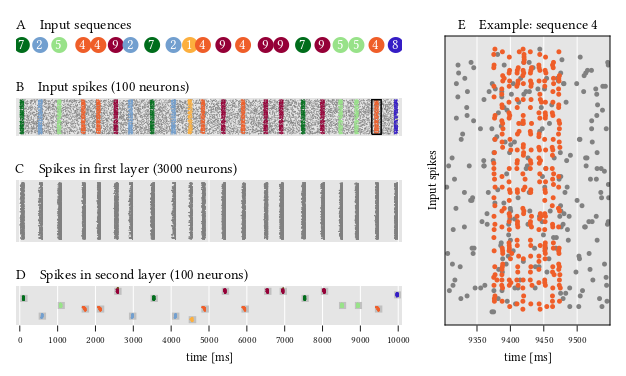 A Input sequences
7 2 5 4 4 9 2 7 2 1 4 9 4 9 9 7 9 5 5 4 8
B Input spikes (100 neurons)
C Spikes in first layer (3000 neurons)
D Spikes in second layer (100 neurons)
0 1000 2000 3000 4000 5000 6000 7000 8000 9000 10000
time [ms]
E Example: sequence 4
Input spikes
9350 9400 9450 9500
time [ms]